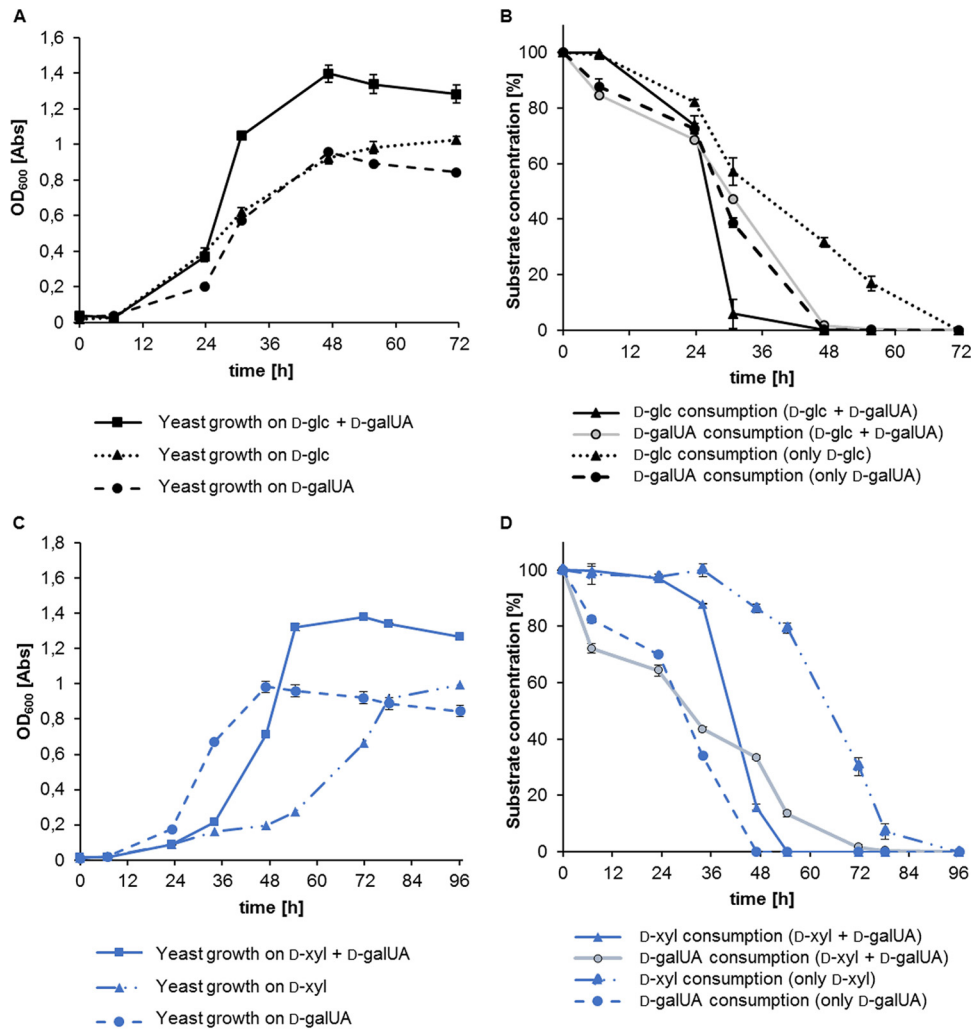 A
OD600 [Abs]
1,8
1,6
1,4
1,2
1
0,8
0,6
0,4
0,2
0
0 12 24 36 48 60 72
time [h]
Yeast growth on D-glc + D-galUA
Yeast growth on D-glc
Yeast growth on D-galUA
B
Substrate concentration [%]
100
80
60
40
20
0
0 12 24 36 48 60 72
time [h]
D-glc consumption (D-glc + D-galUA)
D-galUA consumption (D-glc + D-galUA)
D-glc consumption (only D-glc)
D-galUA consumption (only D-galUA)
C
OD600 [Abs]
1,8
1,6
1,4
1,2
1
0,8
0,6
0,4
0,2
0
0 12 24 36 48 60 72 84 96
time [h]
Yeast growth on D-xyl + D-galUA
Yeast growth on D-xyl
Yeast growth on D-galUA
D
Substrate concentration [%]
100
80
60
40
20
0
0 12 24 36 48 60 72 84 96
time [h]
D-xyl consumption (D-xyl + D-galUA)
D-galUA consumption (D-xyl + D-galUA)
D-xyl consumption (only D-xyl)
D-galUA consumption (only D-galUA)